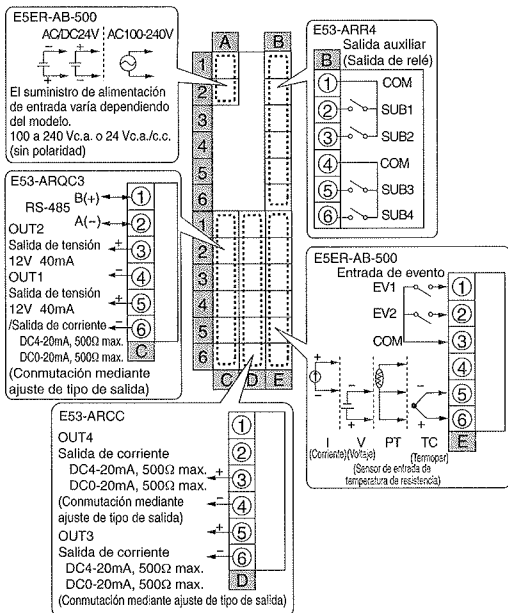 E5ER-AB-500
AC/DC24V AC100-240V
- +
+ -
El suministro de alimentación
de entrada varía dependiendo
del modelo.
100 a 240 Vc.a. o 24 Vc.a./c.c.
(sin polaridad)
A B
1
2
3
4
5
6
1
2
3
4
5
6
C D E
E53-ARR4
Salida auxiliar
(Salida de relé)
B
1 COM
2 SUB1
3 SUB2
4 COM
5 SUB3
6 SUB4
E53-ARQC3
B(+) 1
RS-485
A(-) 2
OUT2
Salida de tensión + 3
12V 40mA
OUT1 - 4
Salida de tensión
12V 40mA + 5
/Salida de corriente - 6
DC4-20mA, 500Ω max.
DC0-20mA, 500Ω max. C
(Conmutación mediante
ajuste de tipo de salida)
E5ER-AB-500
Entrada de evento
EV1 1
EV2 2
COM 3
4
5
6
E
+ - - +
- +
I V PT TC
(Corriente) (Voltaje) (Termopar)
(Sensor de entrada de
temperatura de resistencia)
E53-ARCC
1
OUT4
Salida de corriente 2
DC4-20mA, 500Ω max. +
DC0-20mA, 500Ω max. 3
(Conmutación mediante - 4
ajuste de tipo de salida)
OUT3 + 5
Salida de corriente - 6
DC4-20mA, 500Ω max.
DC0-20mA, 500Ω max. D
(Conmutación mediante ajuste de tipo de salida)